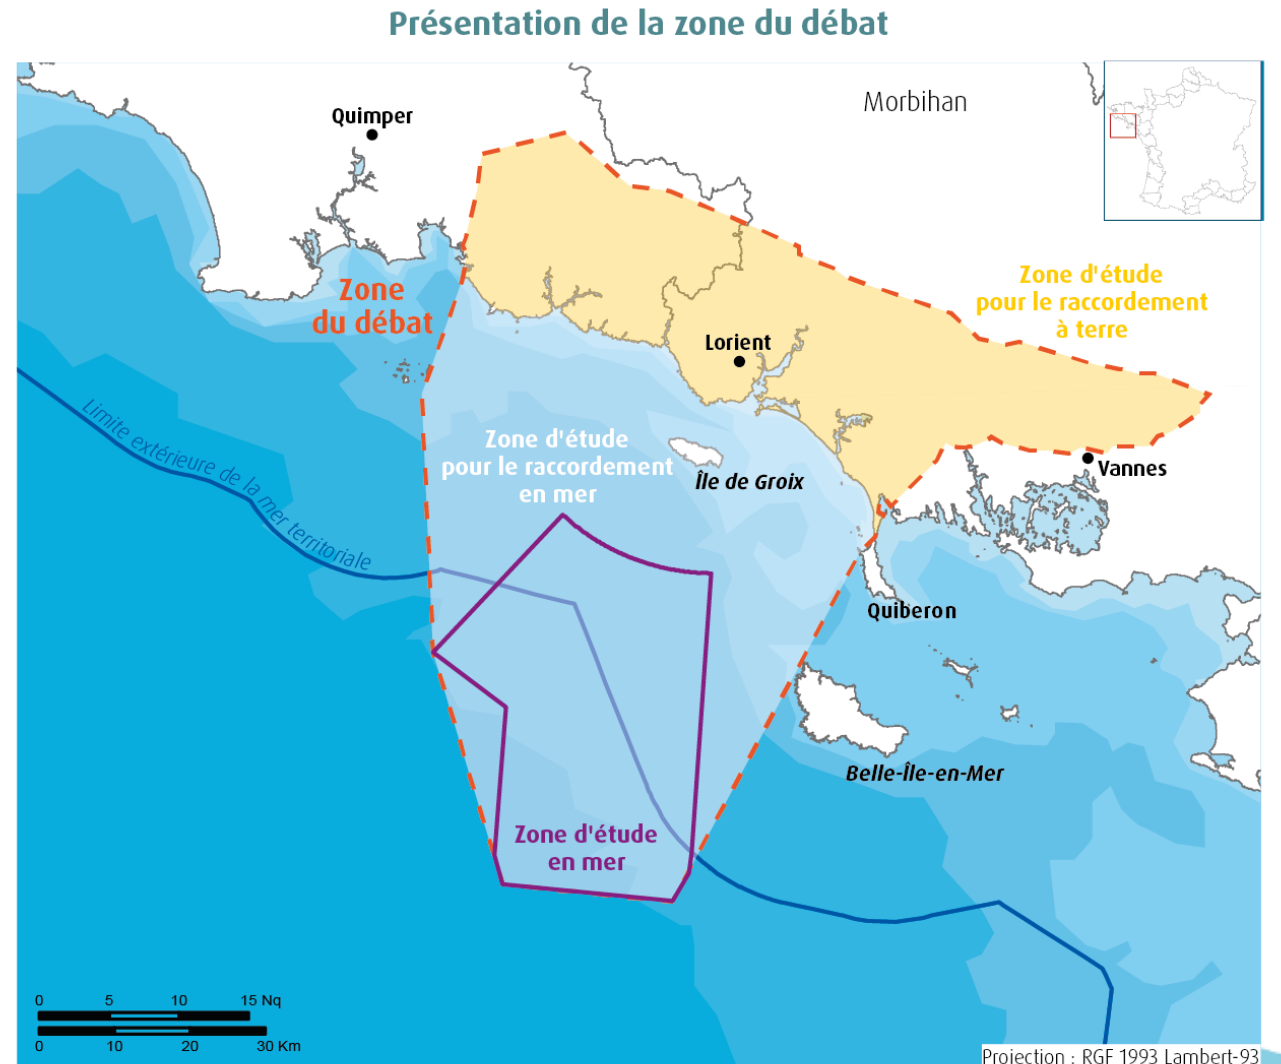 Présentation de la zone du débat
Morbihan
Quimper
Zone
du débat
Zone d'étude
pour le raccordement
à terre
Lorient
Limite extérieure de la mer territoriale
Zone d'étude
pour le raccordement
en mer
Île de Groix
Vannes
Quiberon
Belle-Île-en-Mer
Zone d'étude
en mer
0 5 10 15 Nq
0 10 20 30 Km
Projection : RGF 1993 Lambert-93